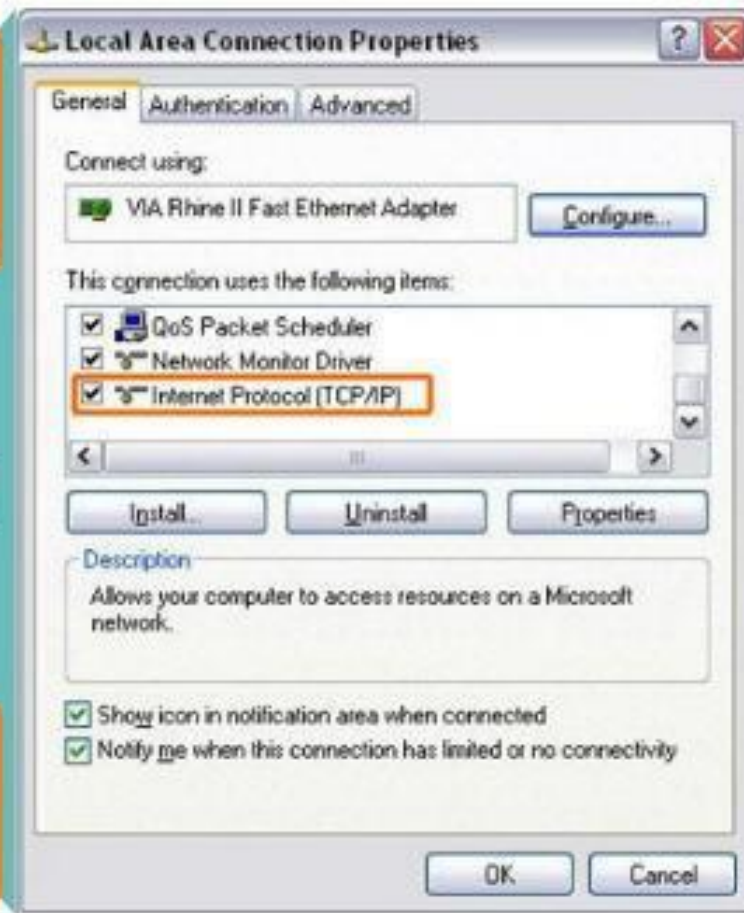 Local Area Connection Properties
General Authentication Advanced
Connect using:
VIA Rhine II Fast Ethernet Adapter
Configure...
This connection uses the following items:
QoS Packet Scheduler
Network Monitor Driver
Internet Protocol (TCP/IP)
Install... Uninstall Properties
Description
Allows your computer to access resources on a Microsoft
network.
Show icon in notification area when connected
Notify me when this connection has limited or no connectivity
OK Cancel